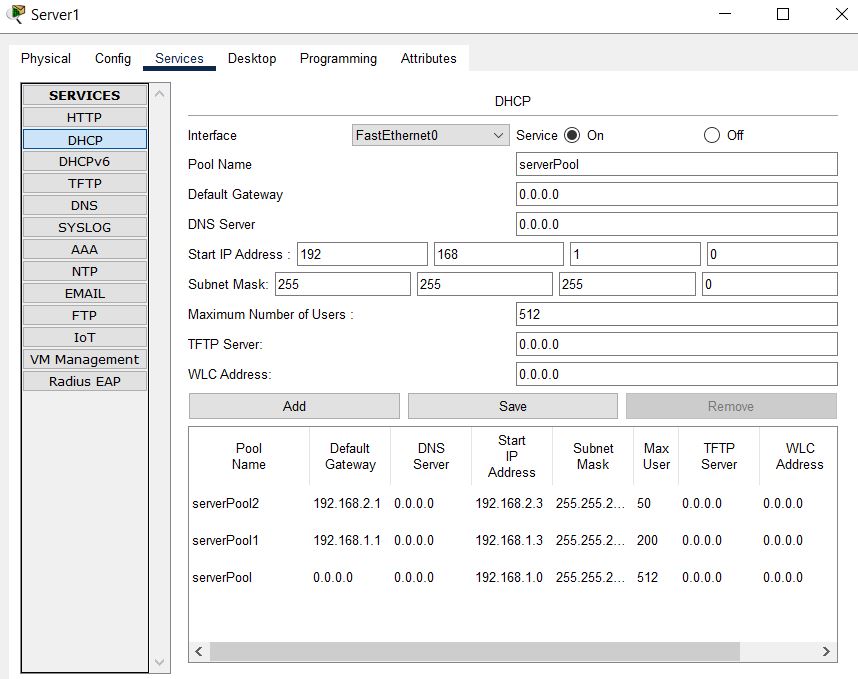 Server1
Physical Config Services Desktop Programming Attributes
SERVICES
HTTP
DHCP
DHCPv6
TFTP
DNS
SYSLOG
AAA
NTP
EMAIL
FTP
IoT
VM Management
Radius EAP
DHCP
Interface FastEthernet0 Service On Off
Pool Name serverPool
Default Gateway 0.0.0.0
DNS Server 0.0.0.0
Start IP Address : 192 168 1 0
Subnet Mask: 255 255 255 0
Maximum Number of Users : 512
TFTP Server: 0.0.0.0
WLC Address: 0.0.0.0
Add Save Remove
Pool Name Default Gateway DNS Server Start IP Address Subnet Mask Max User TFTP Server WLC Address
serverPool2 192.168.2.1 0.0.0.0 192.168.2.3 255.255.2... 50 0.0.0.0 0.0.0.0
serverPool1 192.168.1.1 0.0.0.0 192.168.1.3 255.255.2... 200 0.0.0.0 0.0.0.0
serverPool 0.0.0.0 0.0.0.0 192.168.1.0 255.255.2... 512 0.0.0.0 0.0.0.0